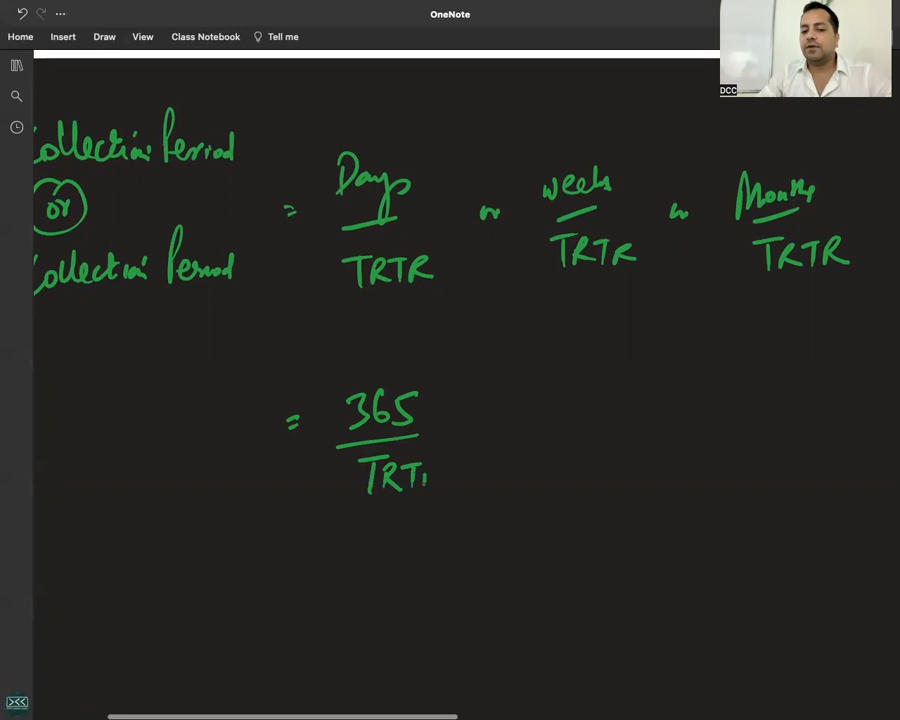 OneNote
Home Insert Draw View Class Notebook Tell me
DCC
Collection Period
or
Collection Period
= Days / TRTR or weeks / TRTR or Months / TRTR
= 365 / TRT